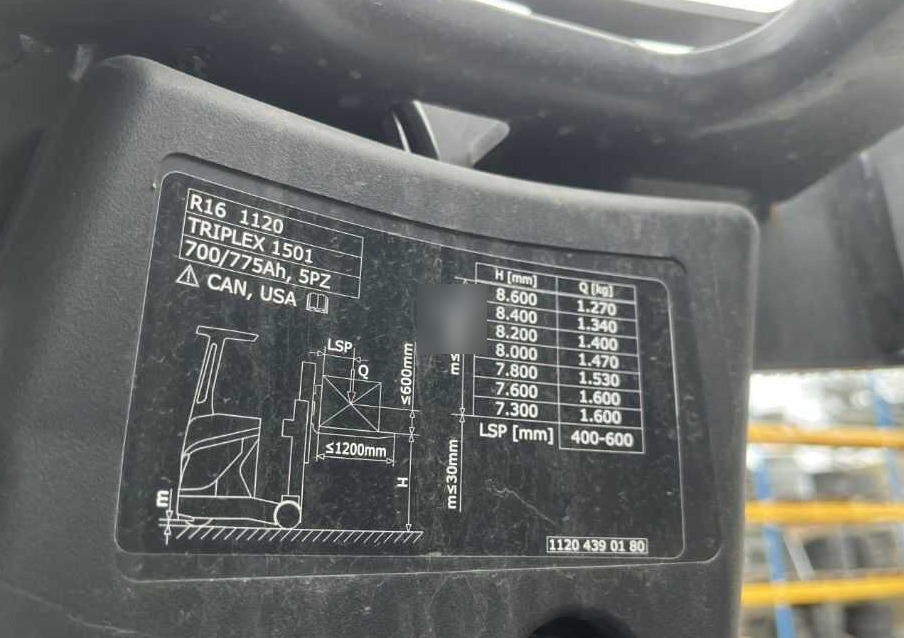 R16 1120
TRIPLEX 1501
700/775Ah, 5PZ
CAN, USA
H [mm] Q [kg]
8.600 1.270
8.400 1.340
8.200 1.400
8.000 1.470
7.800 1.530
7.600 1.600
7.300 1.600
LSP [mm] 400-600
LSP
Q
≤600mm
≤1200mm
H
m≤30mm
E
1120 439 01 80